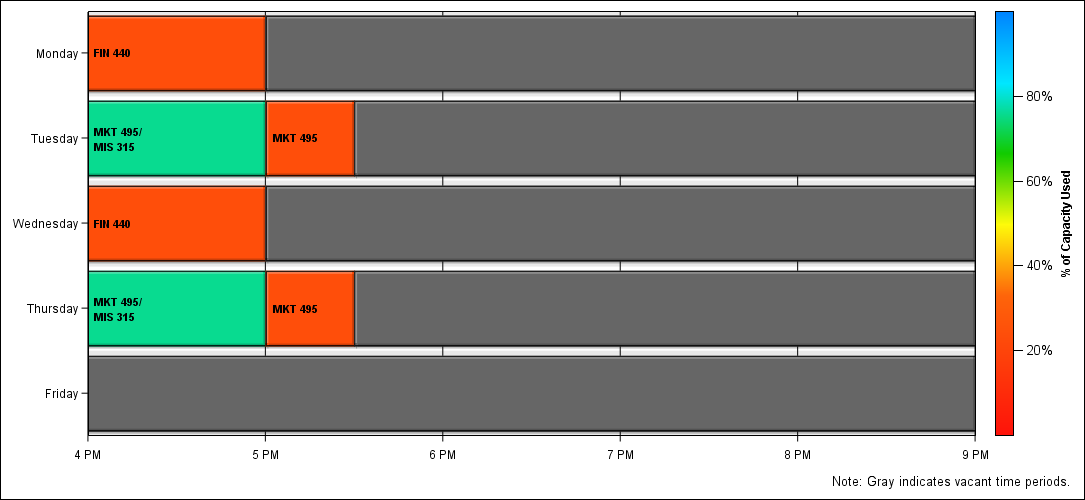 Monday
FIN 440
Tuesday
MKT 495/
MIS 315
MKT 495
Wednesday
FIN 440
Thursday
MKT 495/
MIS 315
MKT 495
Friday
4 PM 5 PM 6 PM 7 PM 8 PM 9 PM
80%
60%
40%
20%
% of Capacity Used
Note: Gray indicates vacant time periods.